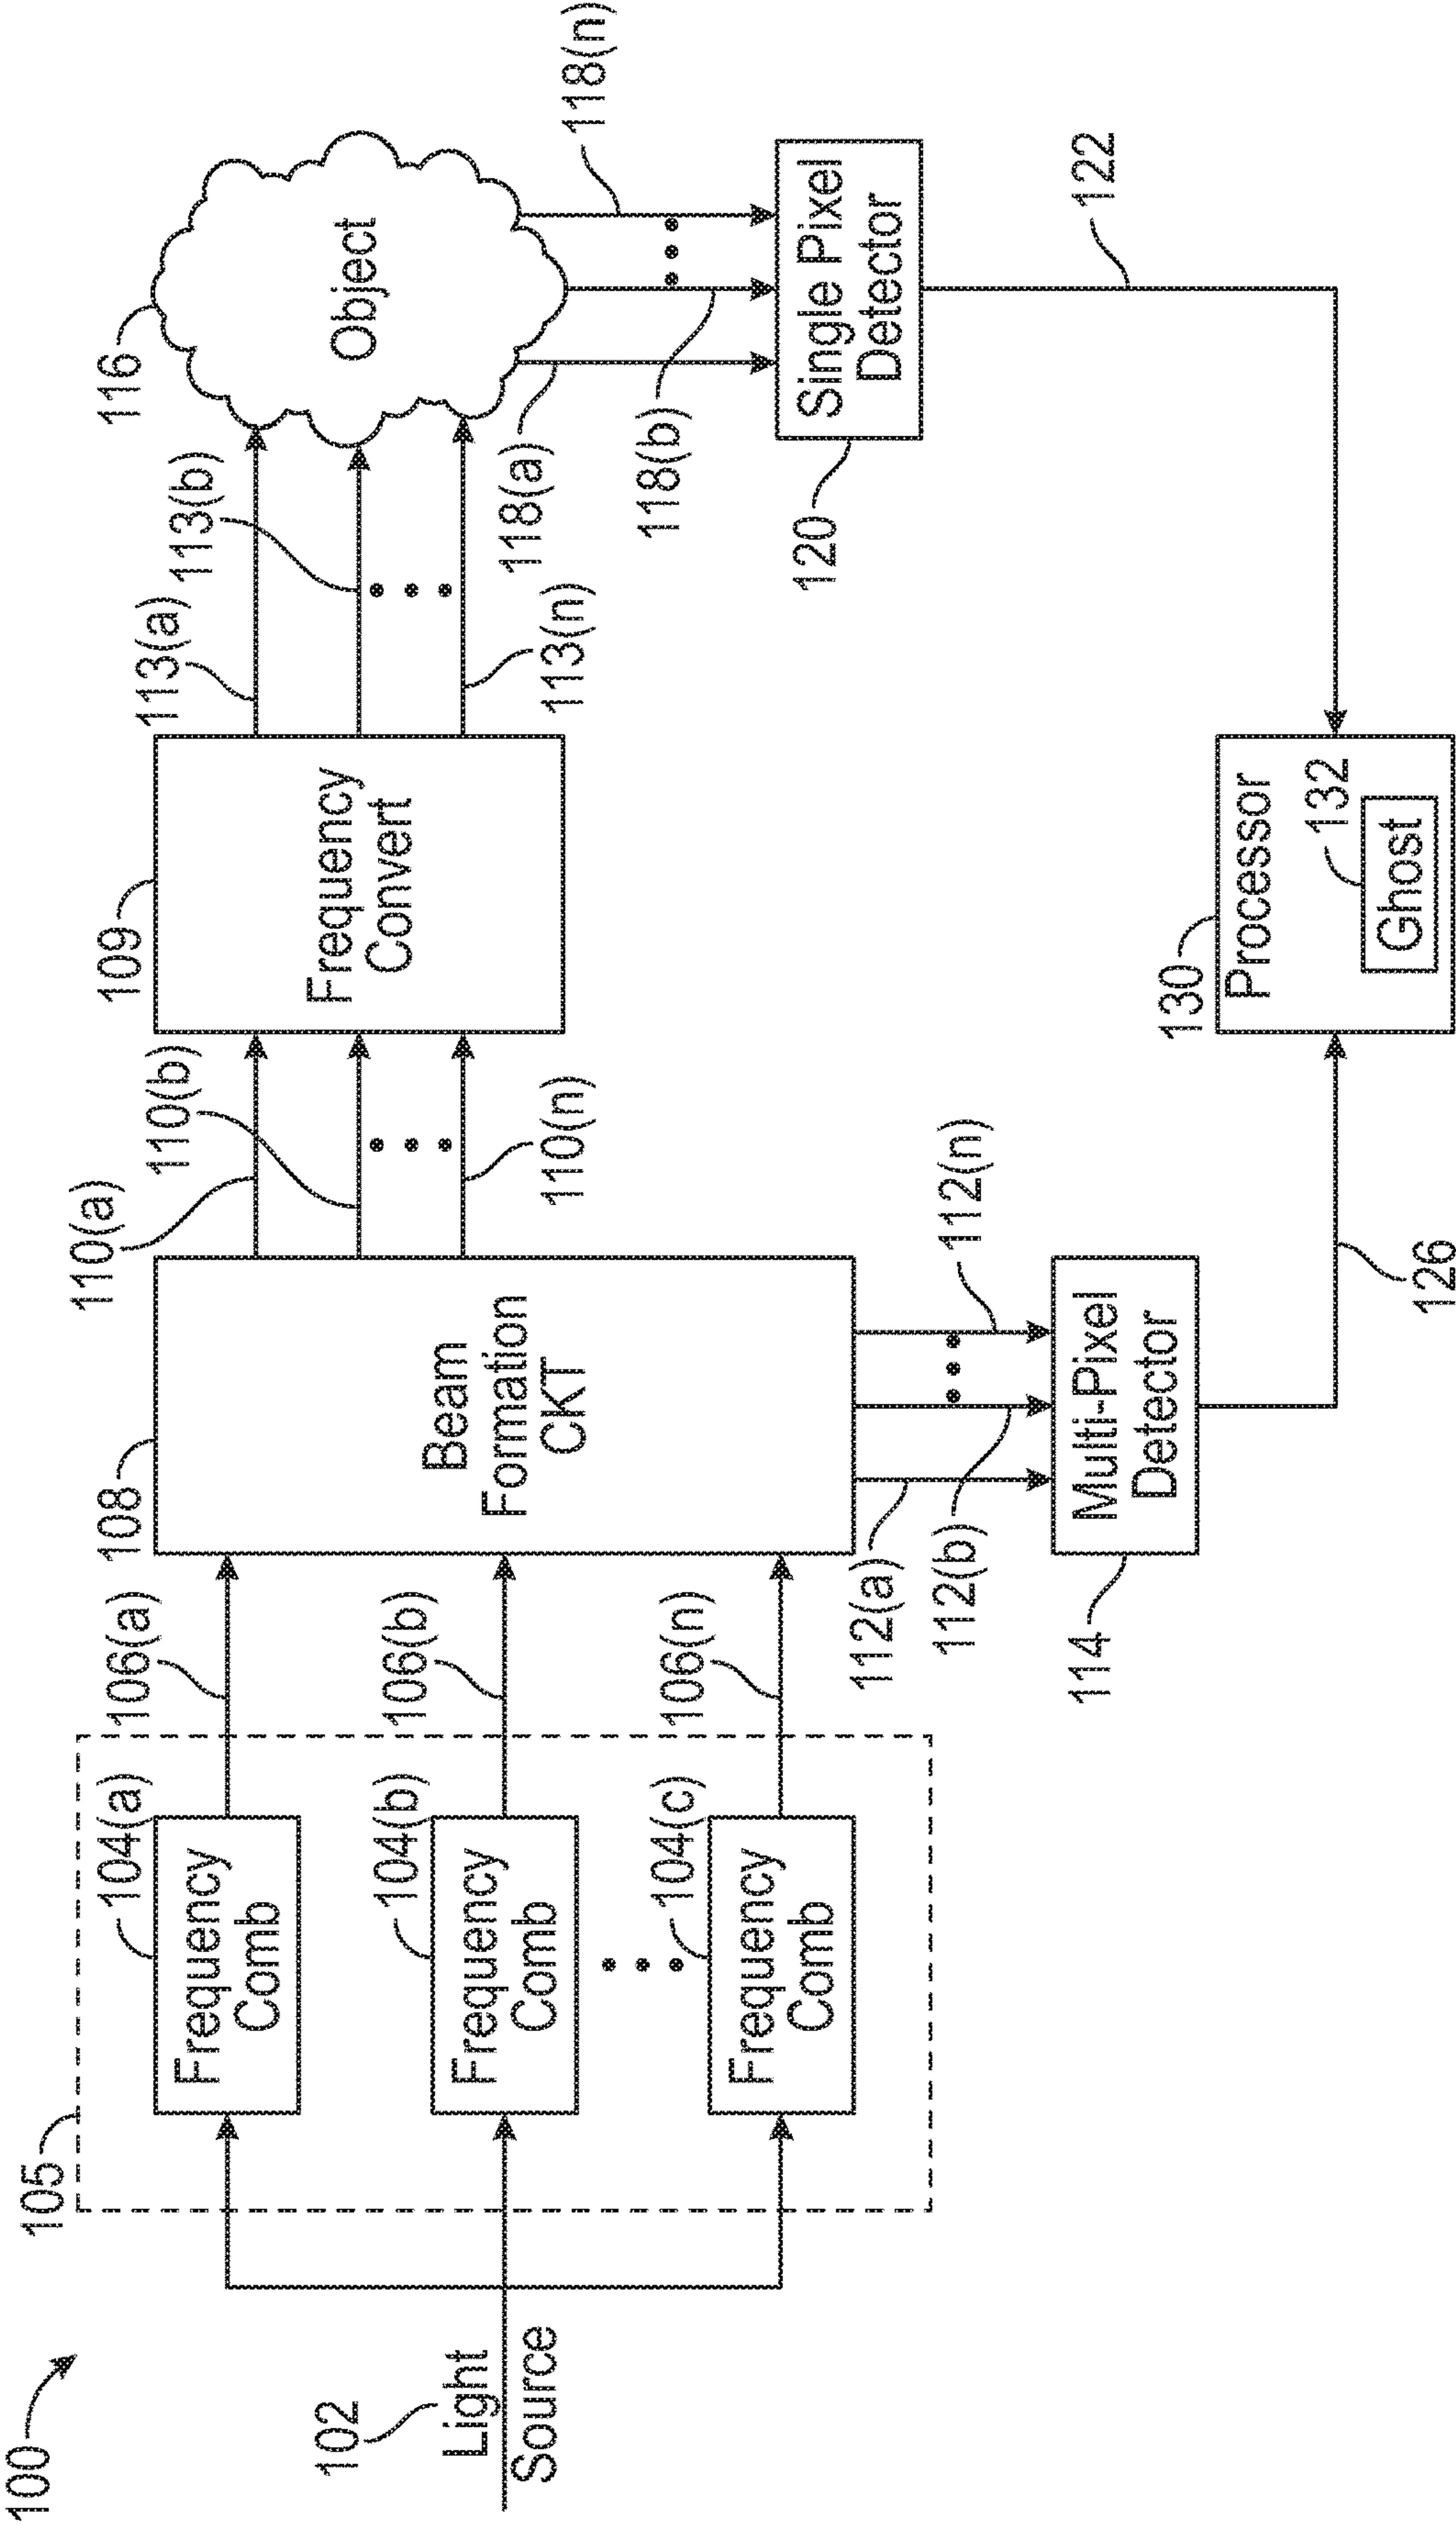 100
102
Light
Source
105
104(a)
Frequency
Comb
104(b)
Frequency
Comb
104(c)
Frequency
Comb
106(a)
106(b)
106(n)
108
Beam
Formation
CKT
110(a)
110(b)
110(n)
112(a)
112(b)
112(n)
114
Multi-Pixel
Detector
109
Frequency
Convert
113(a)
113(b)
113(n)
116
Object
118(a)
118(b)
118(n)
120
Single Pixel
Detector
122
126
130
Processor
132
Ghost